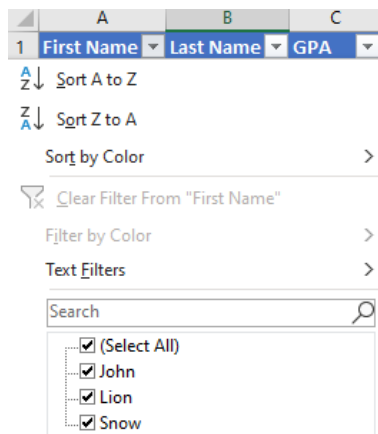 A B C
1 First Name Last Name GPA
A
Z Sort A to Z
Z
A Sort Z to A
Sort by Color
Clear Filter From "First Name"
Filter by Color
Text Filters
Search
(Select All)
John
Lion
Snow